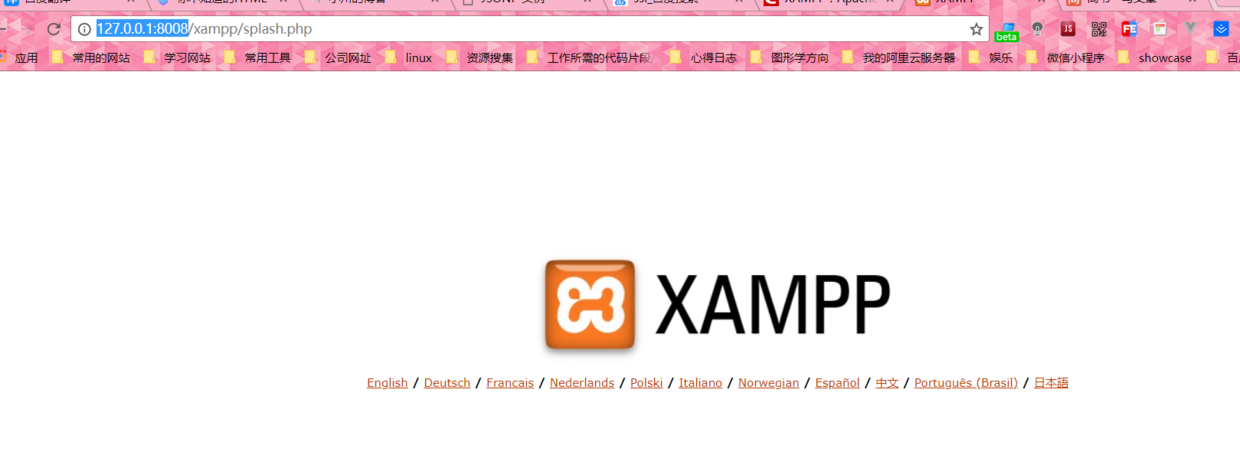 127.0.0.1:8008/xampp/splash.php
beta JS FE
应用 常用的网站 学习网站 常用工具 公司网址 linux 资源搜集 工作所需的代码片段 心得日志 图形学方向 我的阿里云服务器 娱乐 微信小程序 showcase
XAMPP
English / Deutsch / Francais / Nederlands / Polski / Italiano / Norwegian / Español / 中文 / Português (Brasil) / 日本語